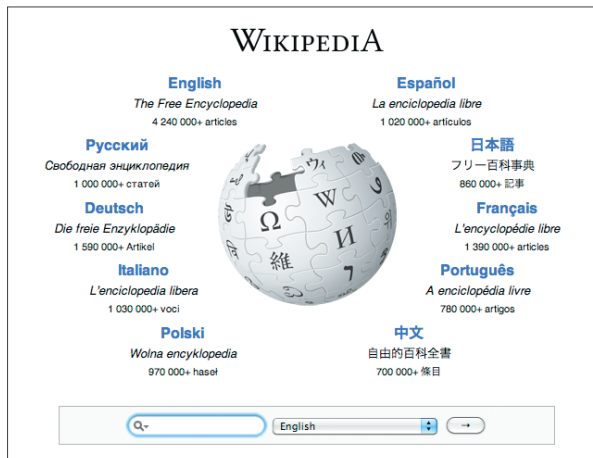 WIKIPEDIA
English
The Free Encyclopedia
4 240 000+ articles
Español
La enciclopedia libre
1 020 000+ artículos
Русский
Свободная энциклопедия
1 000 000+ статей
日本語
フリー百科事典
860 000+ 記事
Deutsch
Die freie Enzyklopädie
1 590 000+ Artikel
Français
L'encyclopédie libre
1 390 000+ articles
Italiano
L'enciclopedia libera
1 030 000+ voci
Português
A enciclopédia livre
780 000+ artigos
Polski
Wolna encyklopedia
970 000+ haseł
中文
自由的百科全書
700 000+ 條目
Ω
W
И
維
ウィ
7
English